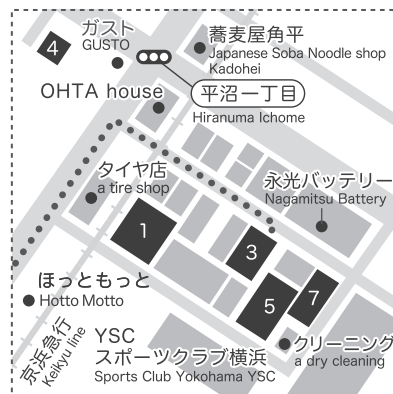 ガスト
GUSTO
4
蕎麦屋角平
Japanese Soba Noodle shop
Kadohei
OHTA house
平沼一丁目
Hiranuma Ichome
タイヤ店
a tire shop
永光バッテリー
Nagamitsu Battery
1
3
5
7
ほっともっと
Hotto Motto
京浜急行
Keikyu line
YSC
スポーツクラブ横浜
Sports Club Yokohama YSC
クリーニング
a dry cleaning